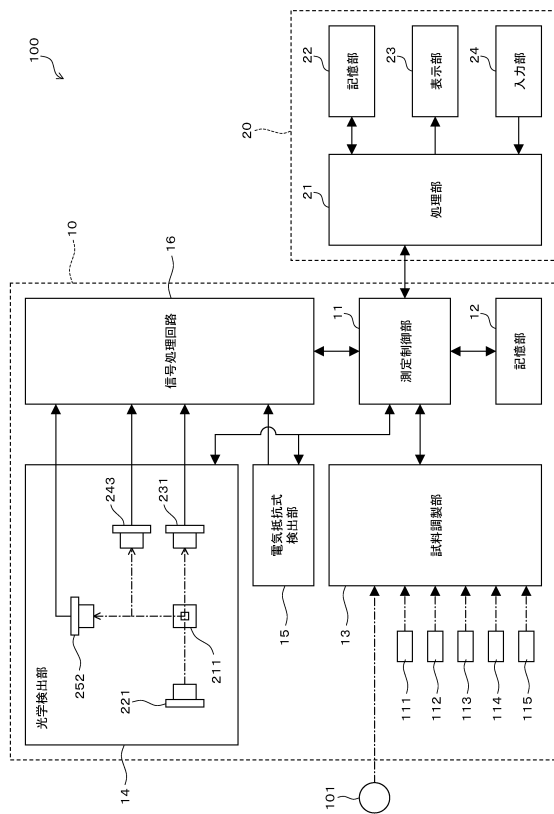 100
10
20
光学検出部
14
252
243
231
221
211
信号処理回路
16
電気抵抗式
検出部
15
測定制御部
11
記憶部
12
試料調製部
13
101
111
112
113
114
115
処理部
21
記憶部
22
表示部
23
入力部
24